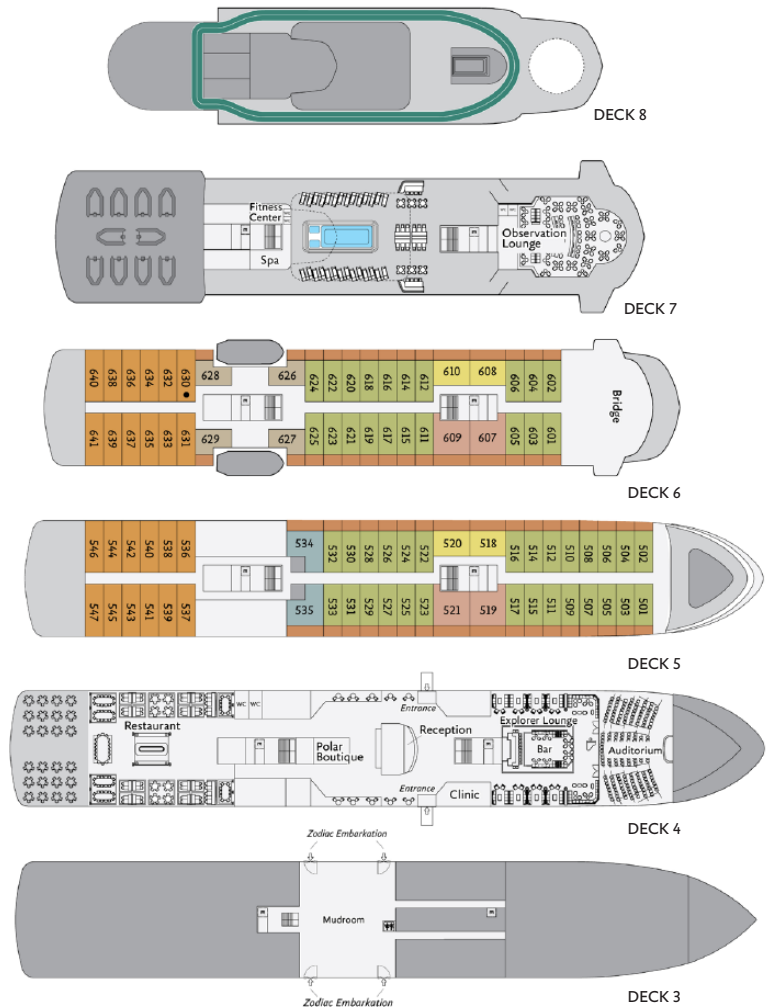 DECK 8
Fitness
Center
Spa
Observation
Lounge
DECK 7
640 638 636 634 632 630 628 626 624 622 620 618 616 614 612 610 608 606 604 602
Bridge
641 639 637 635 633 631 629 627 625 623 621 619 617 615 611 609 607 605 603 601
DECK 6
546 544 542 540 538 536 534 532 530 528 526 524 522 520 518 516 514 512 510 508 506 504 502
547 545 543 541 539 537 535 533 531 529 527 525 523 521 519 517 515 511 509 507 505 503 501
DECK 5
WC WC
Entrance
Restaurant
Polar
Boutique
Reception
Explorer Lounge
Bar
Auditorium
Entrance
Clinic
DECK 4
Zodiac Embarkation
Mudroom
Zodiac Embarkation
DECK 3